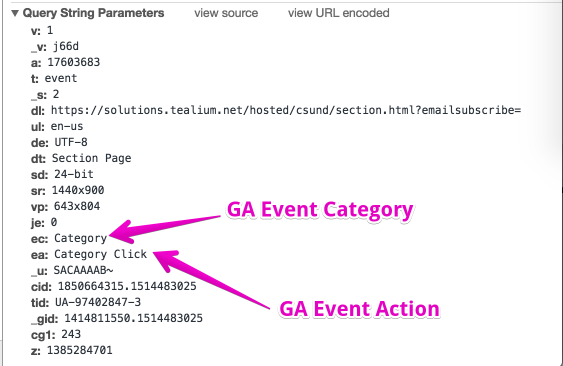 ▼ Query String Parameters view source view URL encoded
v: 1
_v: j66d
a: 17603683
t: event
_s: 2
dl: https://solutions.tealium.net/hosted/csund/section.html?emailsubscribe=
ul: en-us
de: UTF-8
dt: Section Page
sd: 24-bit
sr: 1440x900
vp: 643x804
je: 0
GA Event Category
ec: Category
ea: Category Click
_u: SACAAAAB~
cid: 1850664315.1514483025
tid: UA-97402847-3
GA Event Action
_gid: 1414811550.1514483025
cg1: 243
z: 1385284701